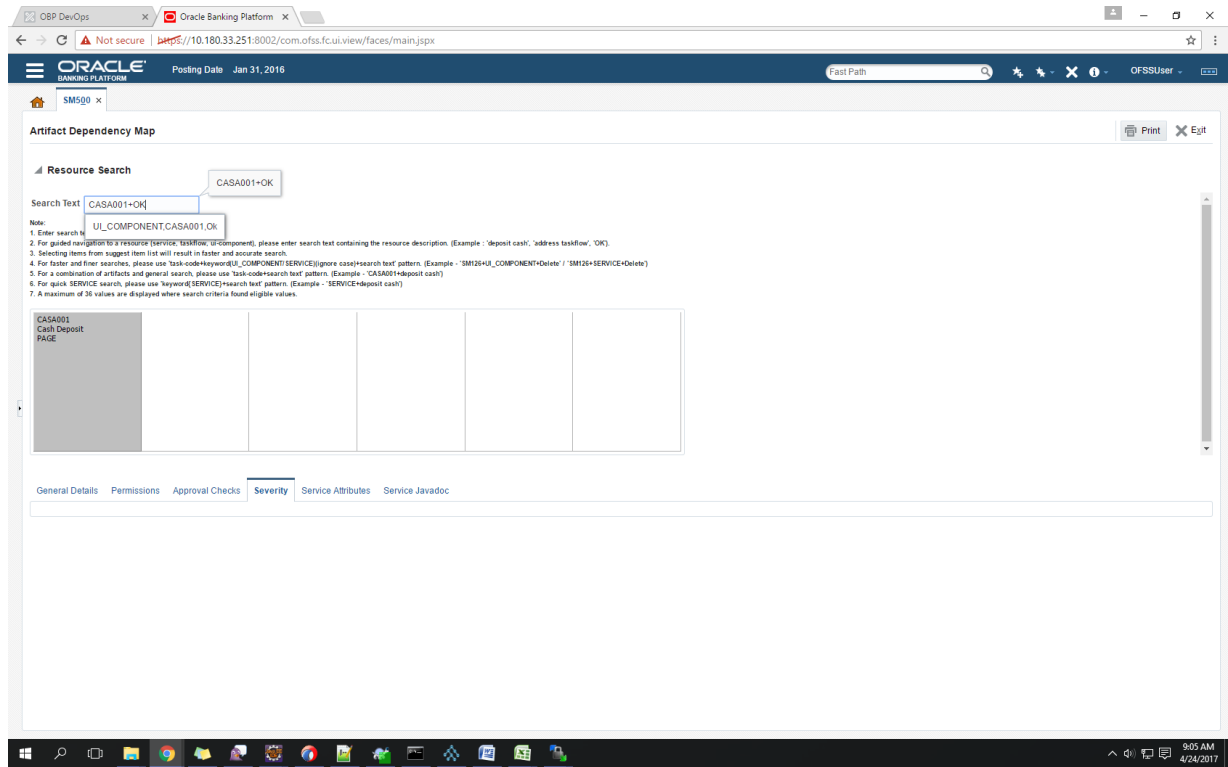 OBP DevOps
Oracle Banking Platform
Not secure https://10.180.33.251:8002/com.ofss.fc.ui.view/faces/main.jspx
ORACLE
BANKING PLATFORM
Posting Date Jan 31, 2016
Fast Path
OFSSUser
SM500
Artifact Dependency Map
Print
Exit
Resource Search
CASA001+OK
Search Text CASA001+OK
UI_COMPONENT,CASA001,Ok
Note:
1. Enter search
2. For guided navigation to a resource (service, taskflow, ui-component), please enter search text containing the resource description. (Example : 'deposit cash', 'address taskflow', 'OK').
3. Selecting items from suggest item list will result in faster and accurate search.
4. For faster and finer searches, please use 'task-code+keyword(UI_COMPONENT/SERVICE)(ignore case)+search text' pattern. (Example - 'SM126+UI_COMPONENT+Delete' / 'SM126+SERVICE+Delete')
5. For a combination of artifacts and general search, please use 'task-code+search text' pattern. (Example - 'CASA001+deposit cash')
6. For quick SERVICE search, please use 'keyword(SERVICE)+search text' pattern. (Example - 'SERVICE+deposit cash')
7. A maximum of 36 values are displayed where search criteria found eligible values.
CASA001
Cash Deposit
PAGE
General Details Permissions Approval Checks Severity Service Attributes Service Javadoc
9:05 AM
4/24/2017